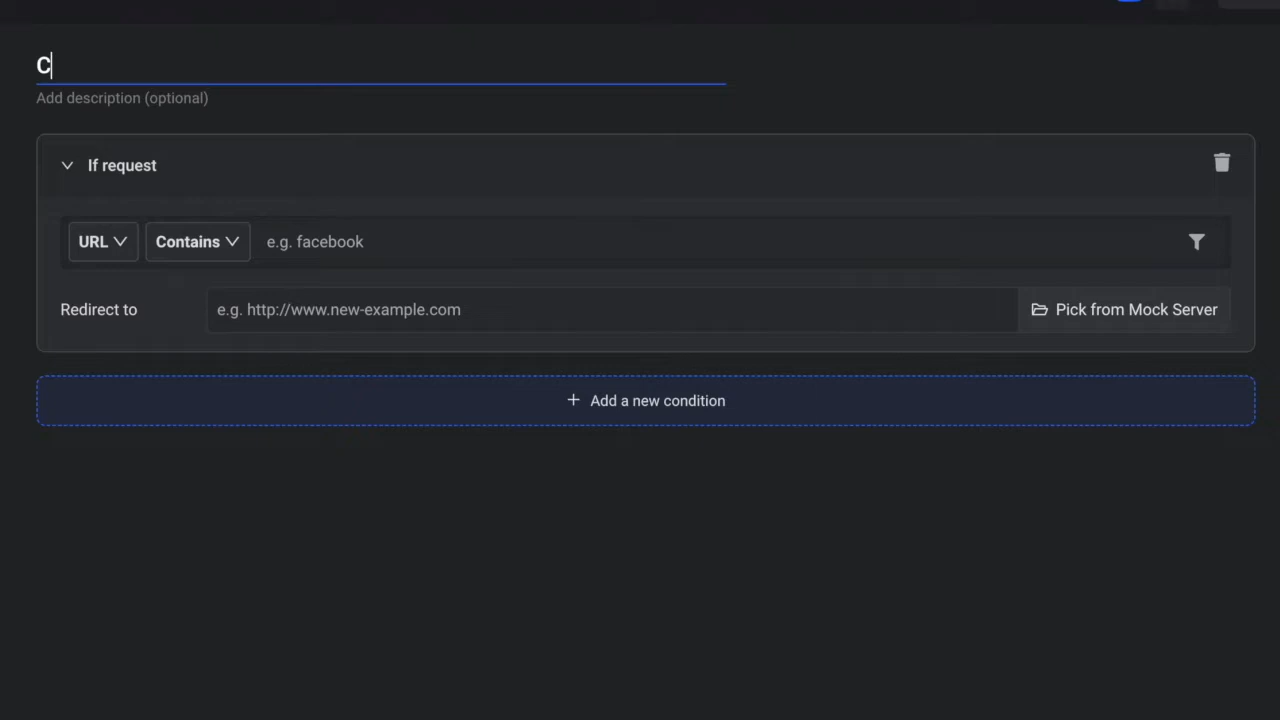 C
Add description (optional)
If request
URL Contains e.g. facebook
Redirect to e.g. http://www.new-example.com Pick from Mock Server
+ Add a new condition